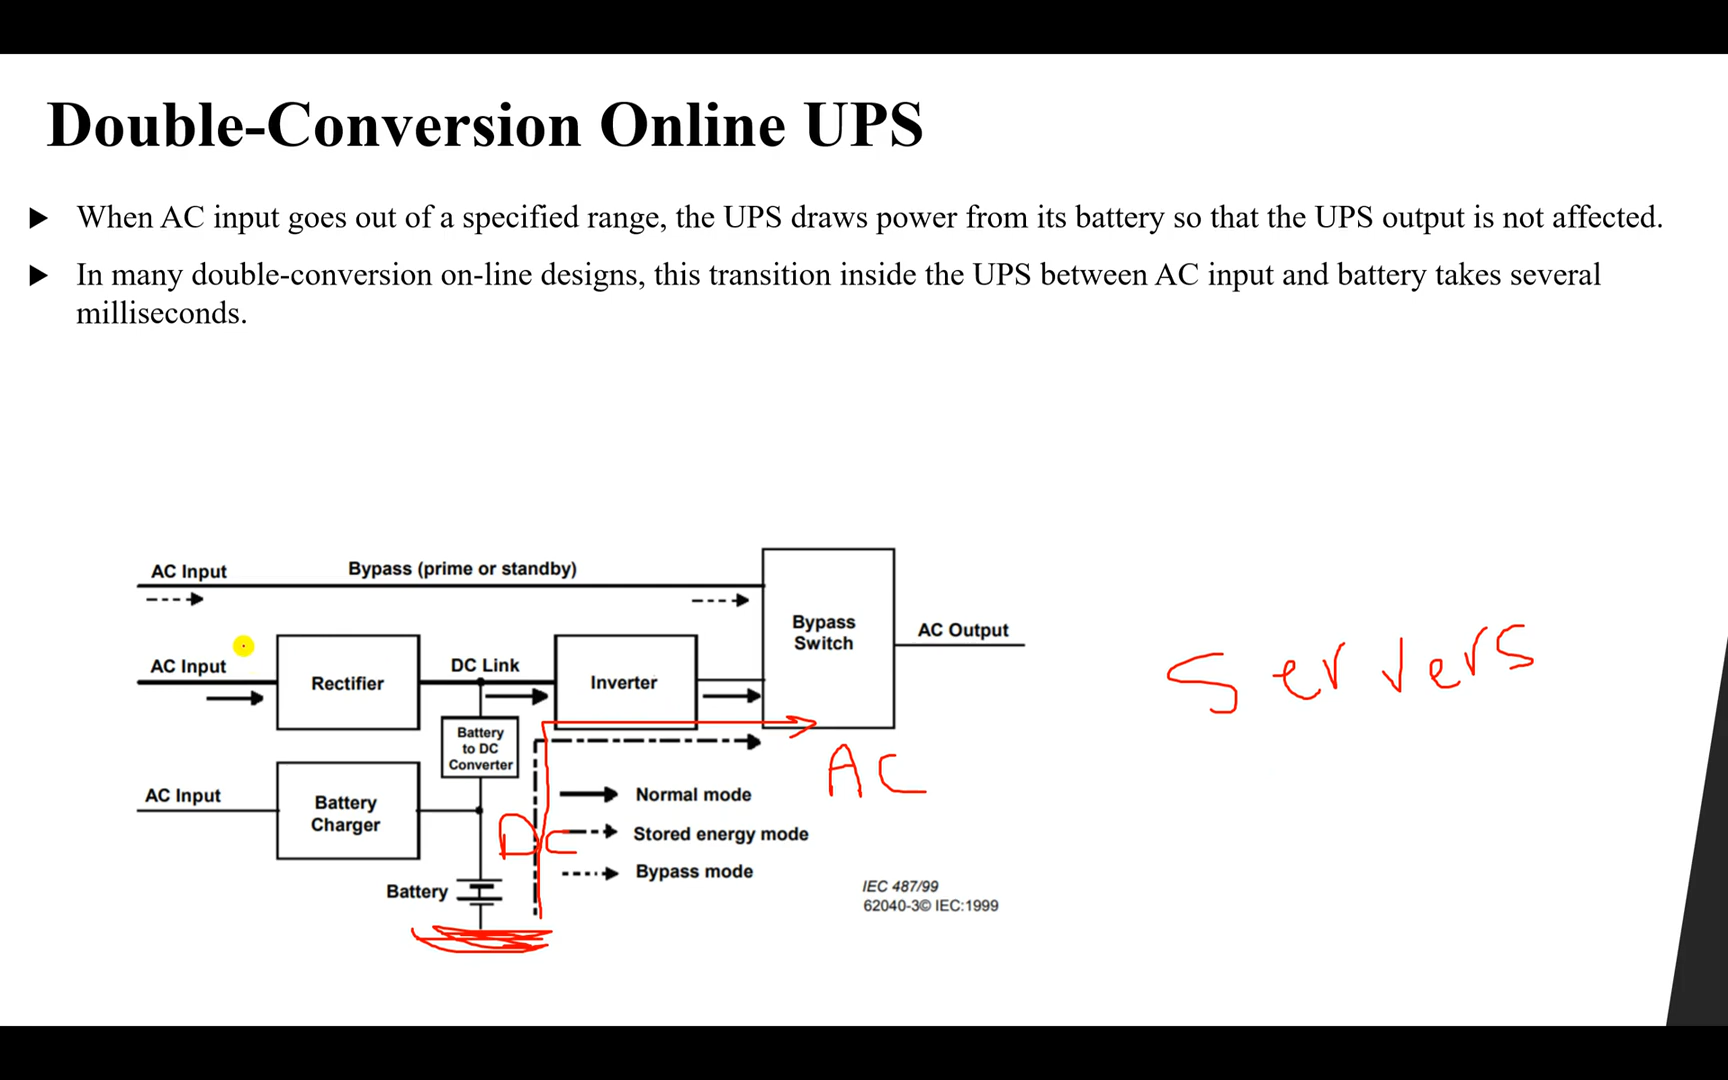 Double-Conversion Online UPS
When AC input goes out of a specified range, the UPS draws power from its battery so that the UPS output is not affected.
In many double-conversion on-line designs, this transition inside the UPS between AC input and battery takes several
milliseconds.
AC Input
Bypass (prime or standby)
Bypass
Switch
AC Output
AC Input
Rectifier
DC Link
Inverter
Servers
Battery
to DC
Converter
AC
AC Input
Battery
Charger
DC
Normal mode
Stored energy mode
Bypass mode
Battery
IEC 487/99
62040-3© IEC:1999